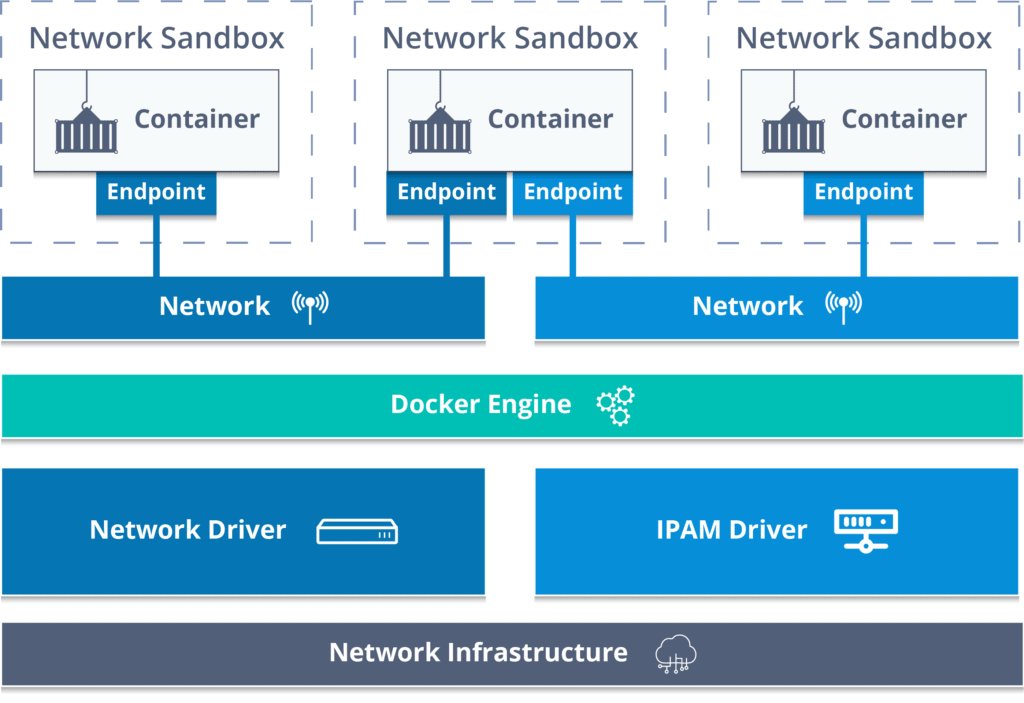 Network Sandbox
Network Sandbox
Network Sandbox
Container
Container
Container
Endpoint
Endpoint
Endpoint
Endpoint
Network
Network
Docker Engine
Network Driver
IPAM Driver
Network Infrastructure